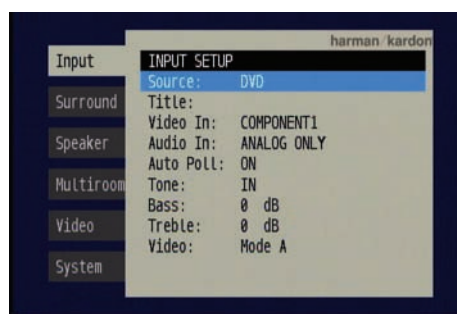 harman/kardon
Input
Surround
Speaker
Multiroom
Video
System
INPUT SETUP
Source: DVD
Title:
Video In: COMPONENT1
Audio In: ANALOG ONLY
Auto Poll: ON
Tone: IN
Bass: 0 dB
Treble: 0 dB
Video: Mode A